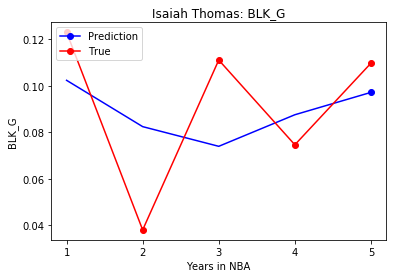 Isaiah Thomas: BLK_G
Prediction
True
0.12
0.10
0.08
0.06
0.04
BLK_G
1 2 3 4 5
Years in NBA